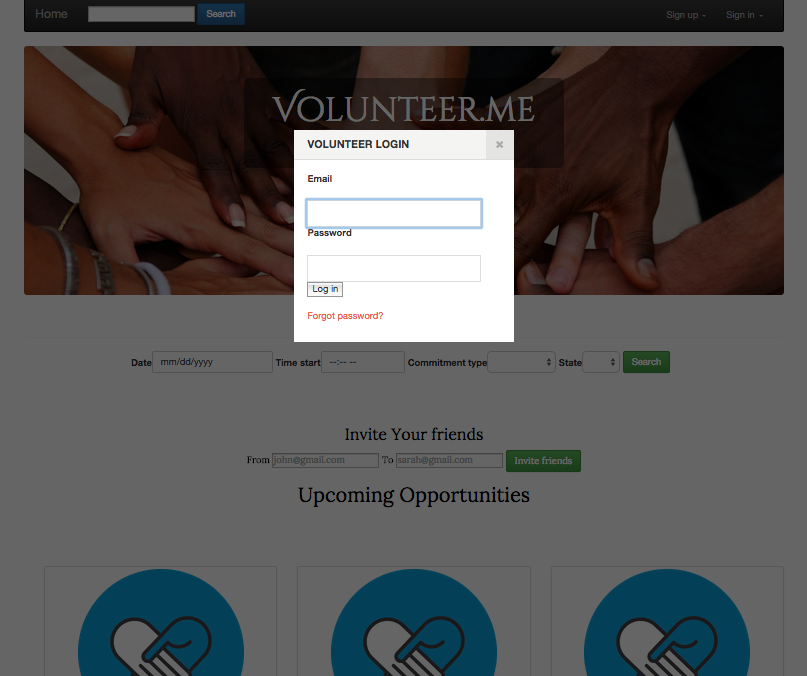 Home Search Sign up Sign in
VOLUNTEER.ME
VOLUNTEER LOGIN ×
Email
Password
Log in
Forgot password?
Date mm/dd/yyyy Time start --:-- -- Commitment type State Search
Invite Your friends
From john@gmail.com To sarah@gmail.com Invite friends
Upcoming Opportunities